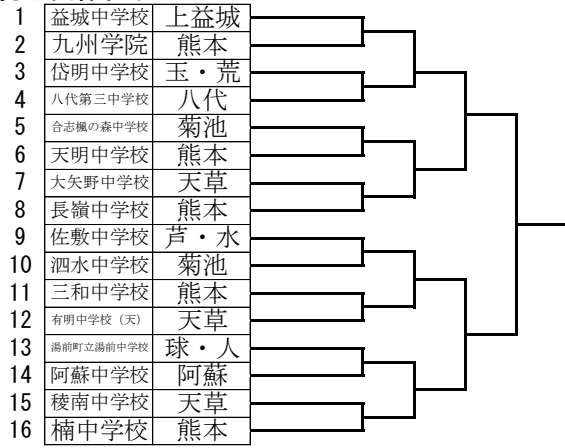 1 益城中学校 上益城
2 九州学院 熊本
3 岱明中学校 玉・荒
4 八代第三中学校 八代
5 合志楓の森中学校 菊池
6 天明中学校 熊本
7 大矢野中学校 天草
8 長嶺中学校 熊本
9 佐敷中学校 芦・水
10 泗水中学校 菊池
11 三和中学校 熊本
12 有明中学校（天） 天草
13 湯前町立湯前中学校 球・人
14 阿蘇中学校 阿蘇
15 稜南中学校 天草
16 楠中学校 熊本